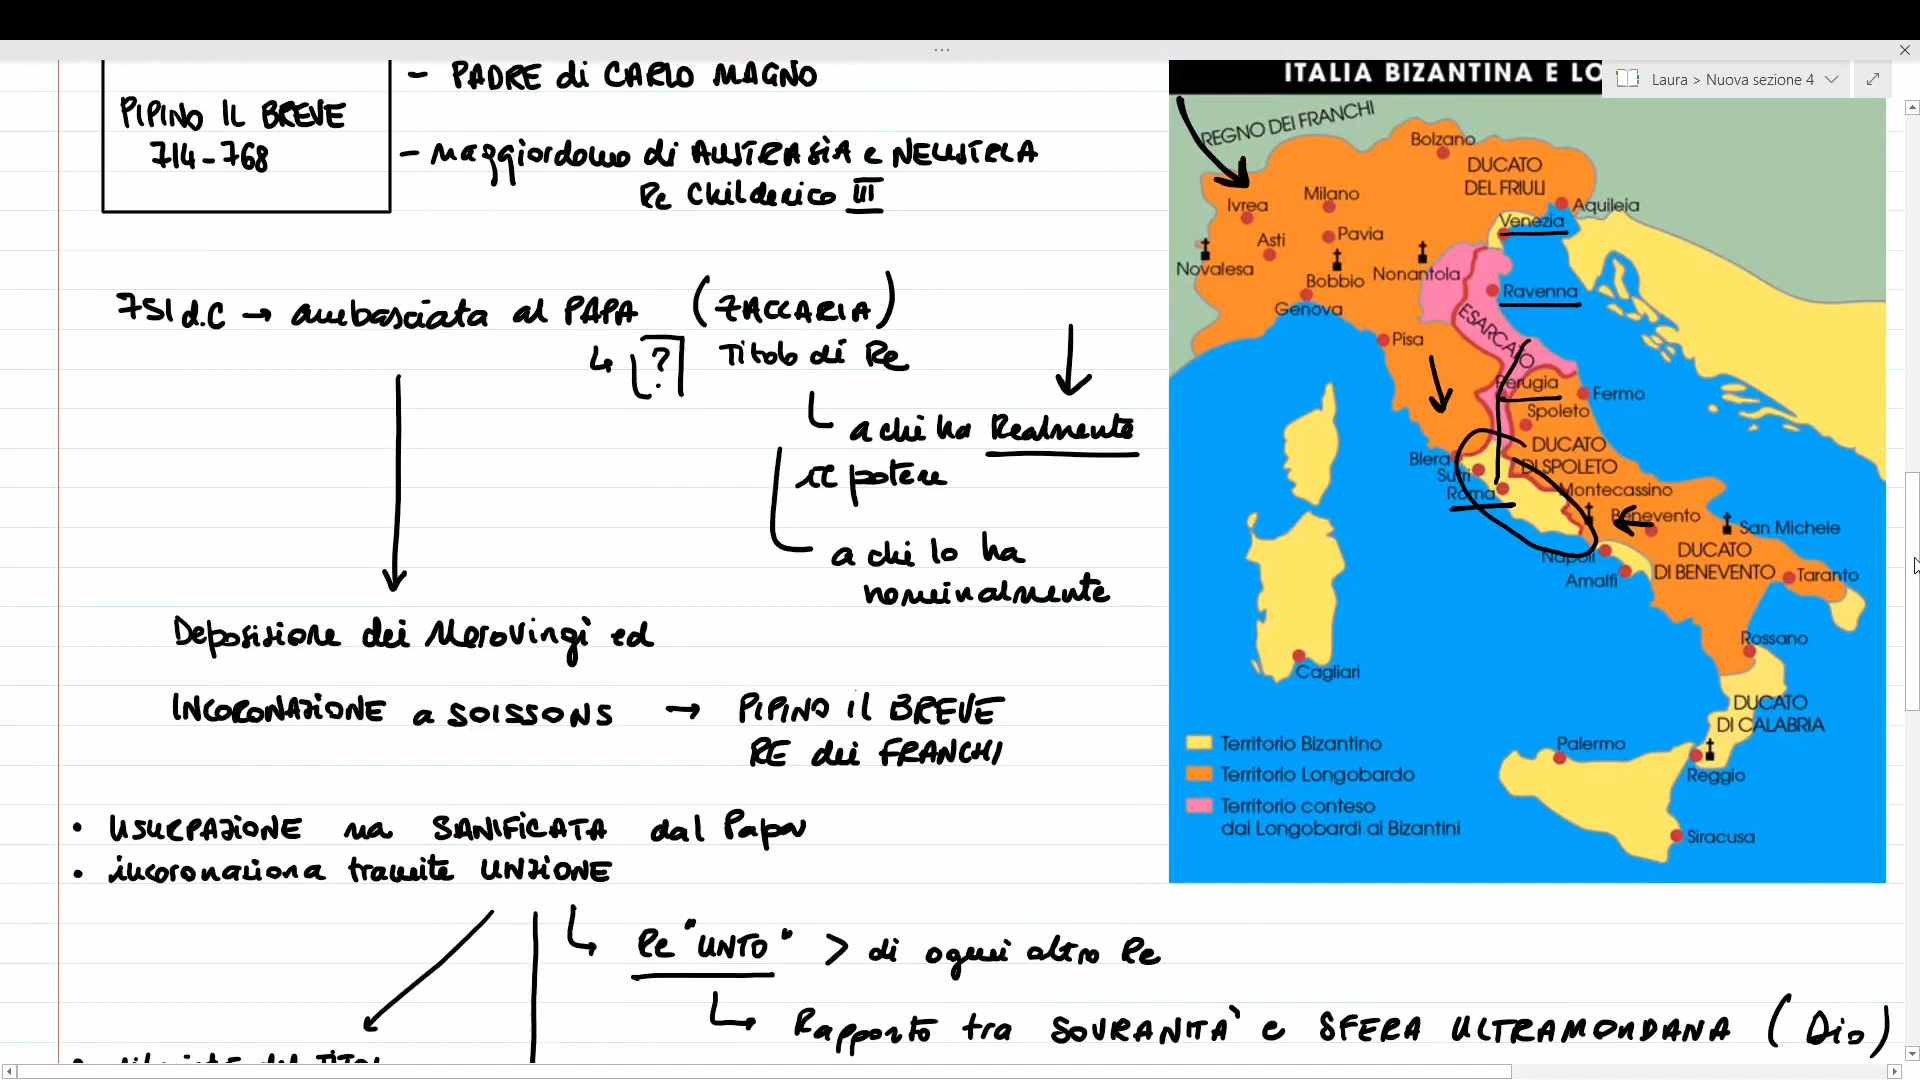 ...
Laura > Nuova sezione 4
PIPINO IL BREVE
714-768
- PADRE di CARLO MAGNO
- maggiordomo di AUSTRASIA e NEUSTRIA
Re Childerico III
751 d.C → ambasciata al PAPA (ZACCARIA)
↳ ? Titolo di Re
a chi ha Realmente
il potere
a chi lo ha
nominalmente
Deposizione dei Merovingi ed
INCORONAZIONE a SOISSONS → PIPINO il BREVE
RE dei FRANCHI
• USURPAZIONE ma SANIFICATA dal Papa
• incoronaziona tramite UNZIONE
↳ Re "UNTO" > di ogni altro Re
↳ Rapporto tra SOVRANITA' e SFERA ULTRAMONDANA (Dio)
ITALIA BIZANTINA E LO
REGNO DEI FRANCHI
Bolzano
DUCATO
DEL FRIULI
Ivrea
Milano
Aquileia
Venezia
Asti
Pavia
Novalesa
Bobbio
Nonantola
Ravenna
Genova
ESARCATO
Pisa
Perugia
Fermo
Spoleto
DUCATO
DI SPOLETO
Blera
Sutri
Roma
Montecassino
Benevento
San Michele
Napoli
DUCATO
DI BENEVENTO
Amalfi
Taranto
Rossano
Cagliari
DUCATO
DI CALABRIA
Palermo
Reggio
Siracusa
Territorio Bizantino
Territorio Longobardo
Territorio conteso
dai Longobardi ai Bizantini